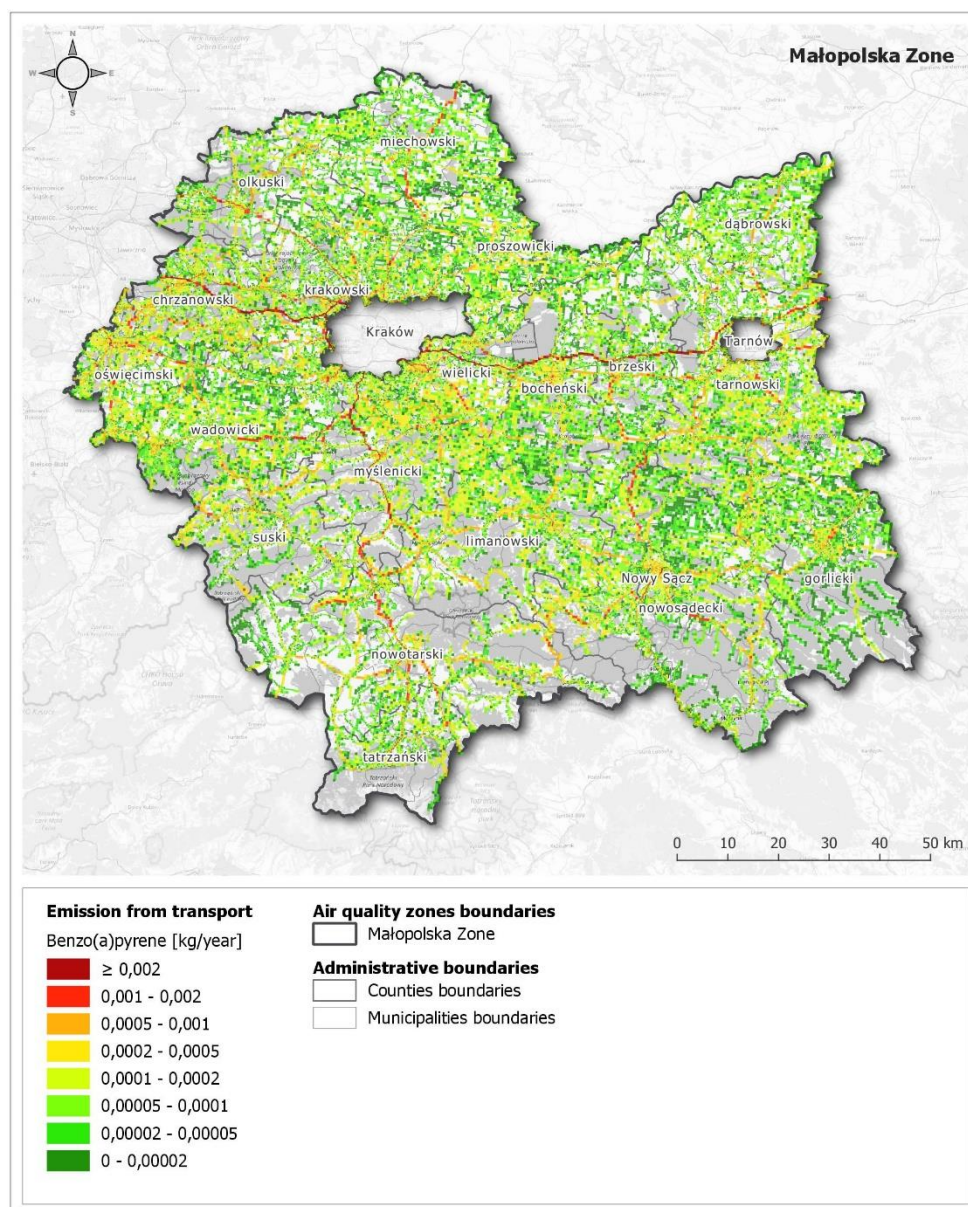 Małopolska Zone
N
W E
S
miechowski
olkuski
dąbrowski
proszowicki
krakowski
chrzanowski
Kraków
Tarnów
wielicki
brzeski
oświęcimski
bocheński
tarnowski
wadowicki
myślenicki
suski
limanowski
Nowy Sącz
gorlicki
nowosądecki
nowotarski
tatrzański
0 10 20 30 40 50 km
Emission from transport
Benzo(a)pyrene [kg/year]
≥ 0,002
0,001 - 0,002
0,0005 - 0,001
0,0002 - 0,0005
0,0001 - 0,0002
0,00005 - 0,0001
0,00002 - 0,00005
0 - 0,00002
Air quality zones boundaries
Małopolska Zone
Administrative boundaries
Counties boundaries
Municipalities boundaries